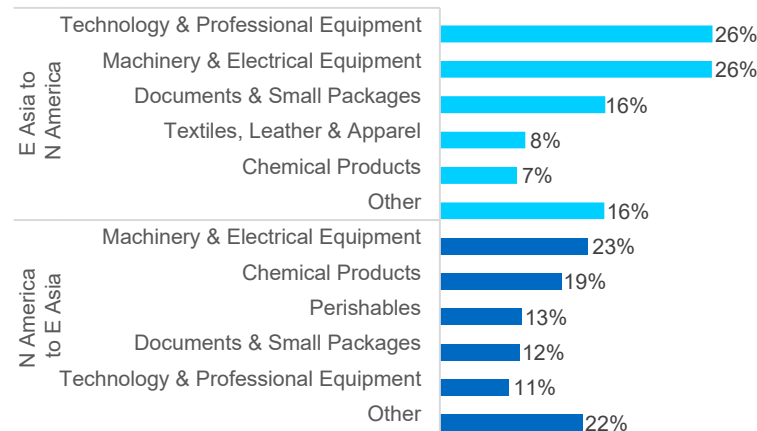 E Asia to
N America
Technology & Professional Equipment 26%
Machinery & Electrical Equipment 26%
Documents & Small Packages 16%
Textiles, Leather & Apparel 8%
Chemical Products 7%
Other 16%
N America
to E Asia
Machinery & Electrical Equipment 23%
Chemical Products 19%
Perishables 13%
Documents & Small Packages 12%
Technology & Professional Equipment 11%
Other 22%